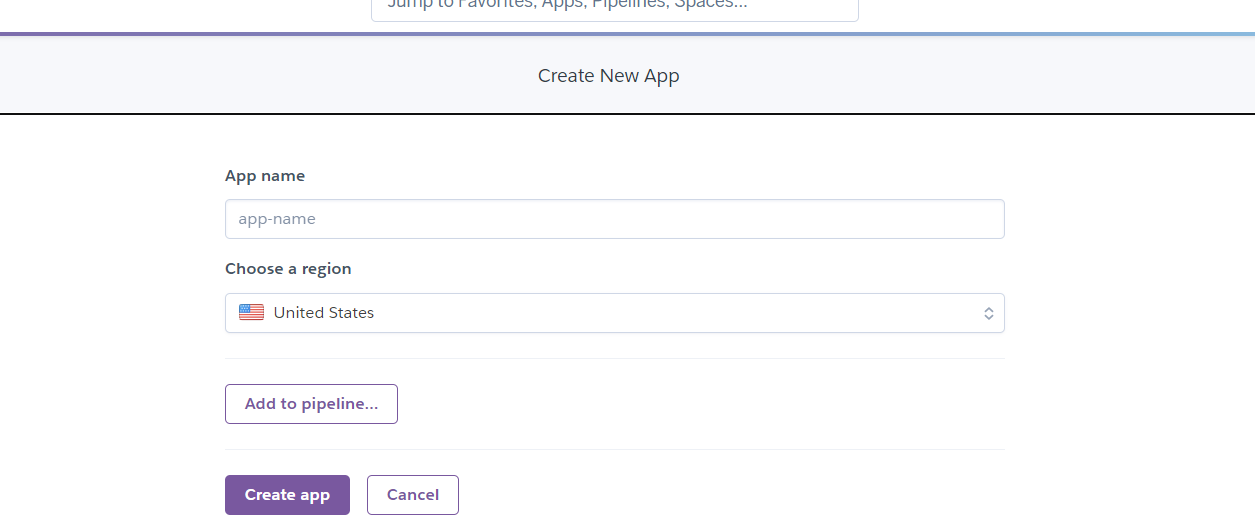 Jump to Favorites, Apps, Pipelines, Spaces...
Create New App
App name
app-name
Choose a region
United States
Add to pipeline...
Create app
Cancel